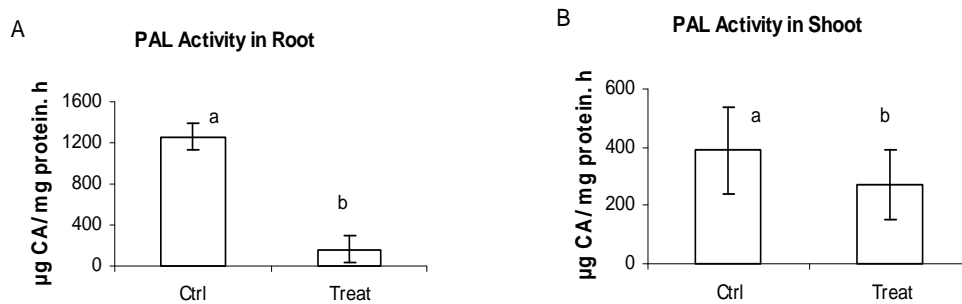 A
PAL Activity in Root
µg CA/ mg protein. h
1600
1200
800
400
0
a
b
Ctrl
Treat
B
PAL Activity in Shoot
µg CA/ mg protein. h
600
400
200
0
a
b
Ctrl
Treat